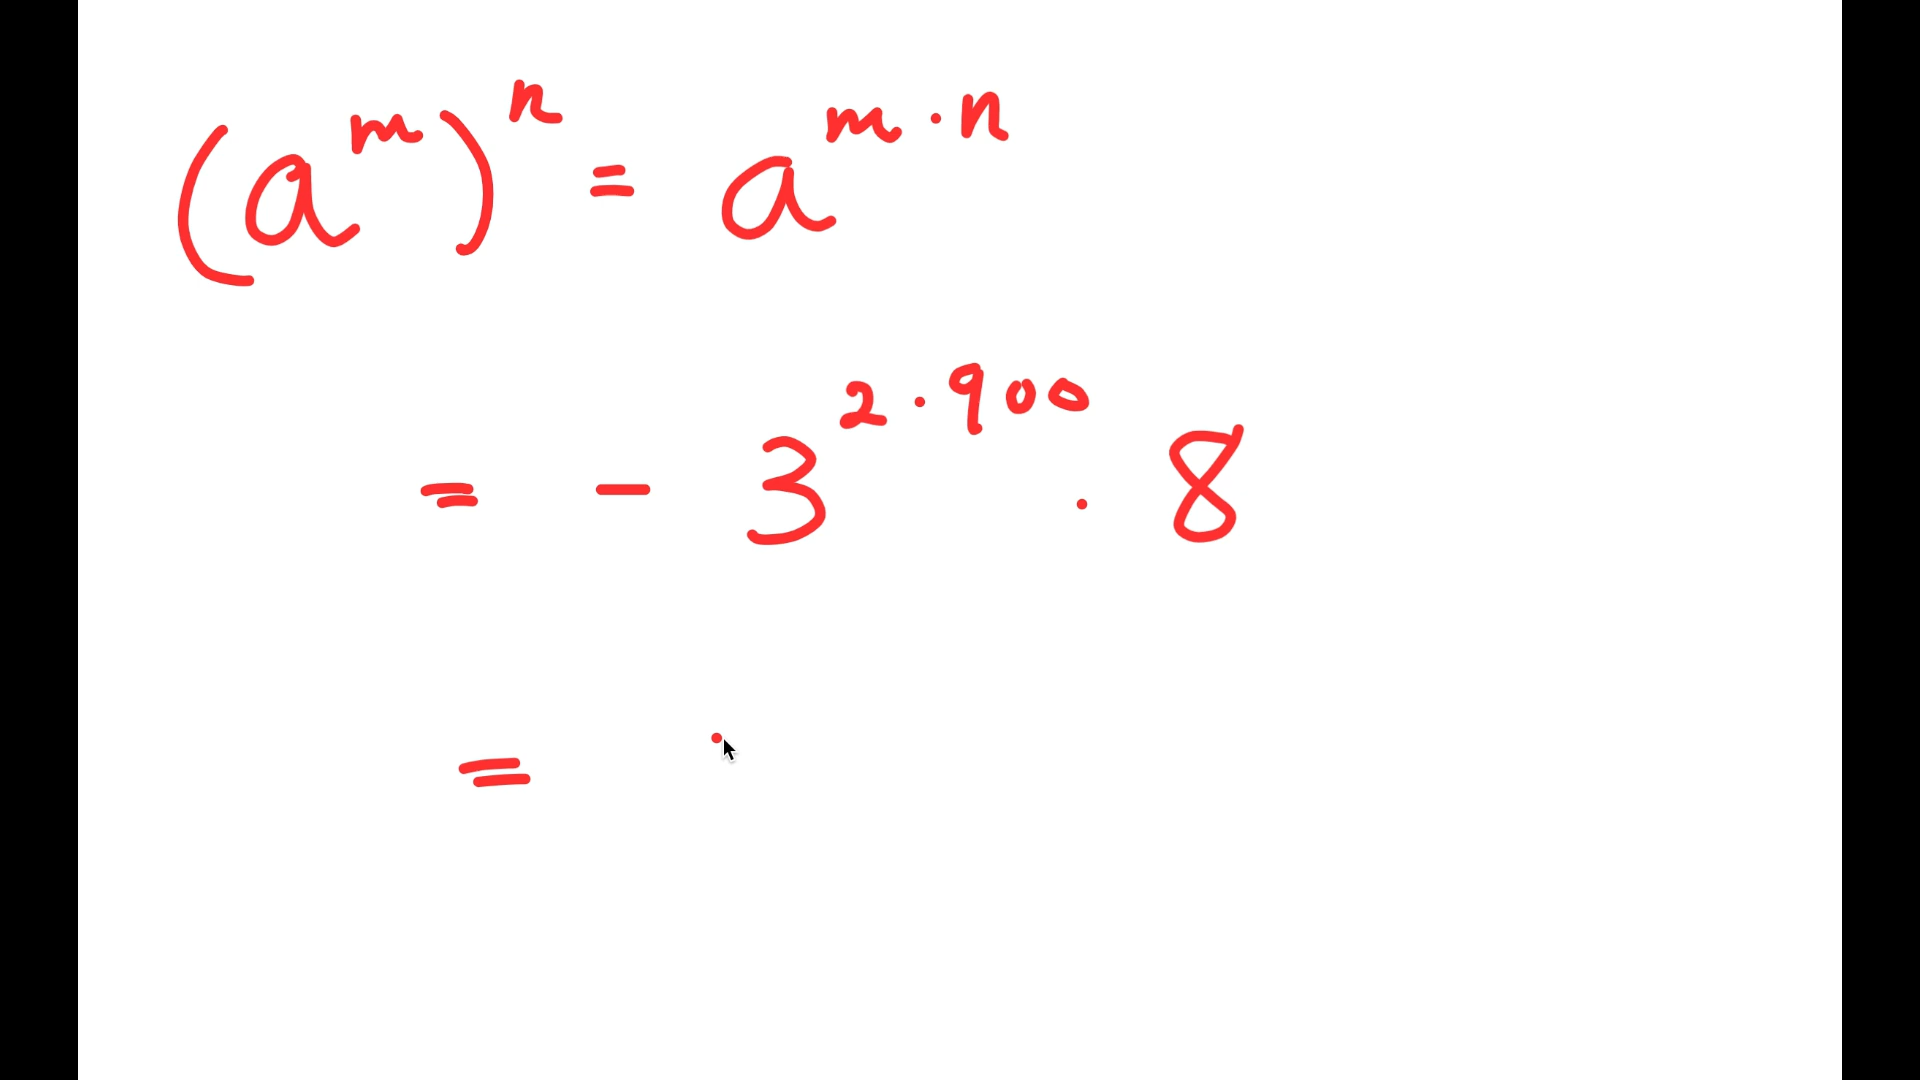 (a^m)^n = a^{m · n}
= - 3^{2 · 900} · 8
= ·